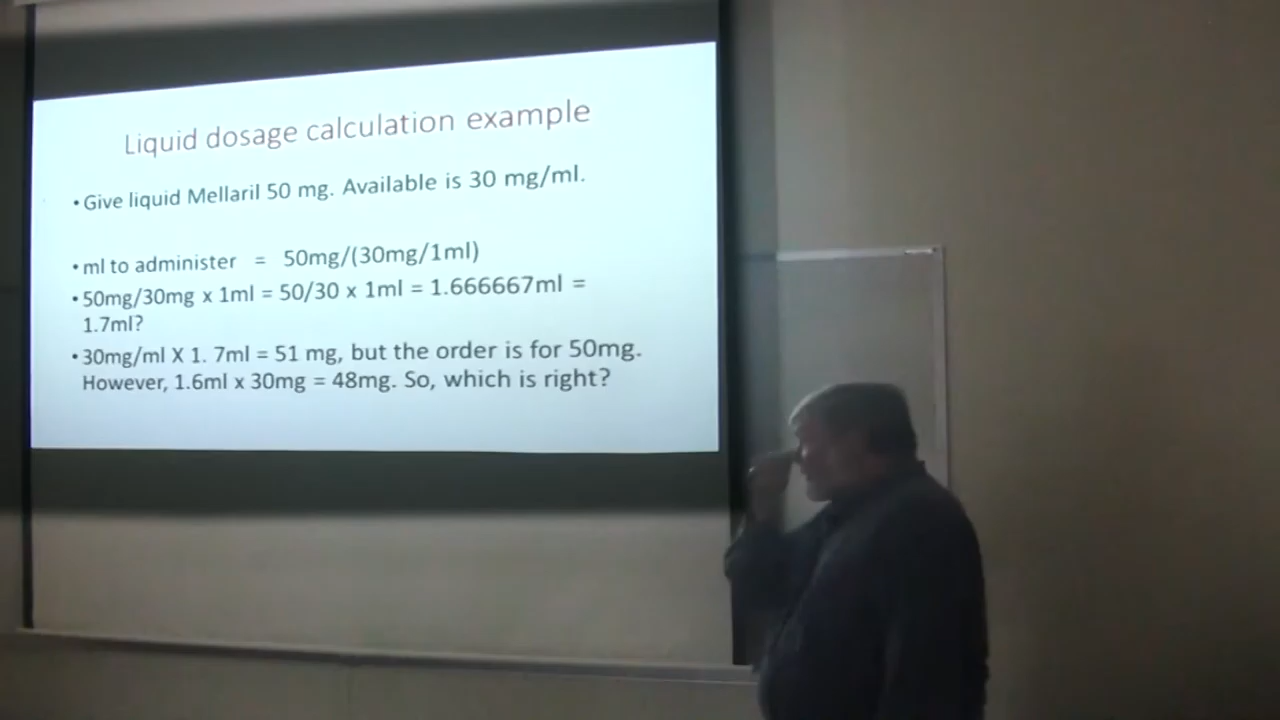 Liquid dosage calculation example
•Give liquid Mellaril 50 mg. Available is 30 mg/ml.
•ml to administer = 50mg/(30mg/1ml)
•50mg/30mg x 1ml = 50/30 x 1ml = 1.666667ml =
1.7ml?
•30mg/ml X 1. 7ml = 51 mg, but the order is for 50mg.
However, 1.6ml x 30mg = 48mg. So, which is right?